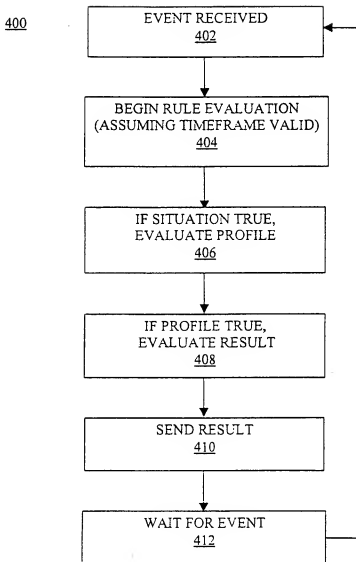 400
EVENT RECEIVED
402
BEGIN RULE EVALUATION
(ASSUMING TIMEFRAME VALID)
404
IF SITUATION TRUE,
EVALUATE PROFILE
406
IF PROFILE TRUE,
EVALUATE RESULT
408
SEND RESULT
410
WAIT FOR EVENT
412